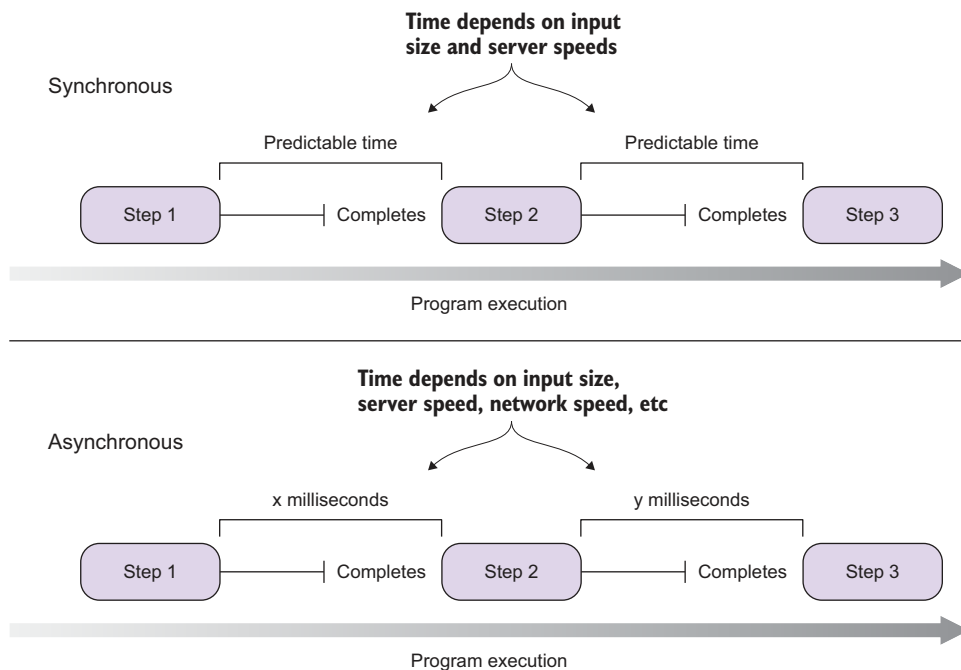 Time depends on input
size and server speeds
Synchronous
Predictable time
Predictable time
Step 1
Completes
Step 2
Completes
Step 3
Program execution
Time depends on input size,
server speed, network speed, etc
Asynchronous
x milliseconds
y milliseconds
Step 1
Completes
Step 2
Completes
Step 3
Program execution